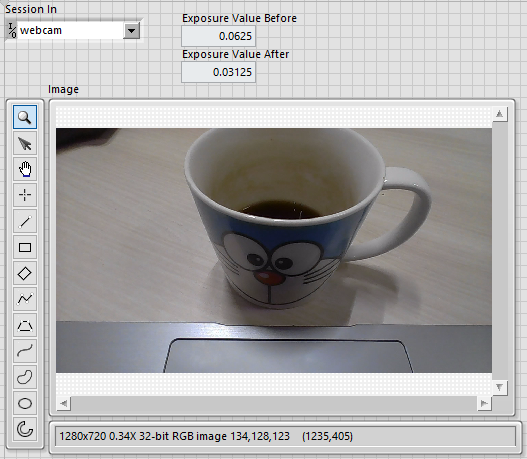 Session In
webcam
Exposure Value Before
0.0625
Exposure Value After
0.03125
Image
1280x720 0.34X 32-bit RGB image 134,128,123 (1235,405)